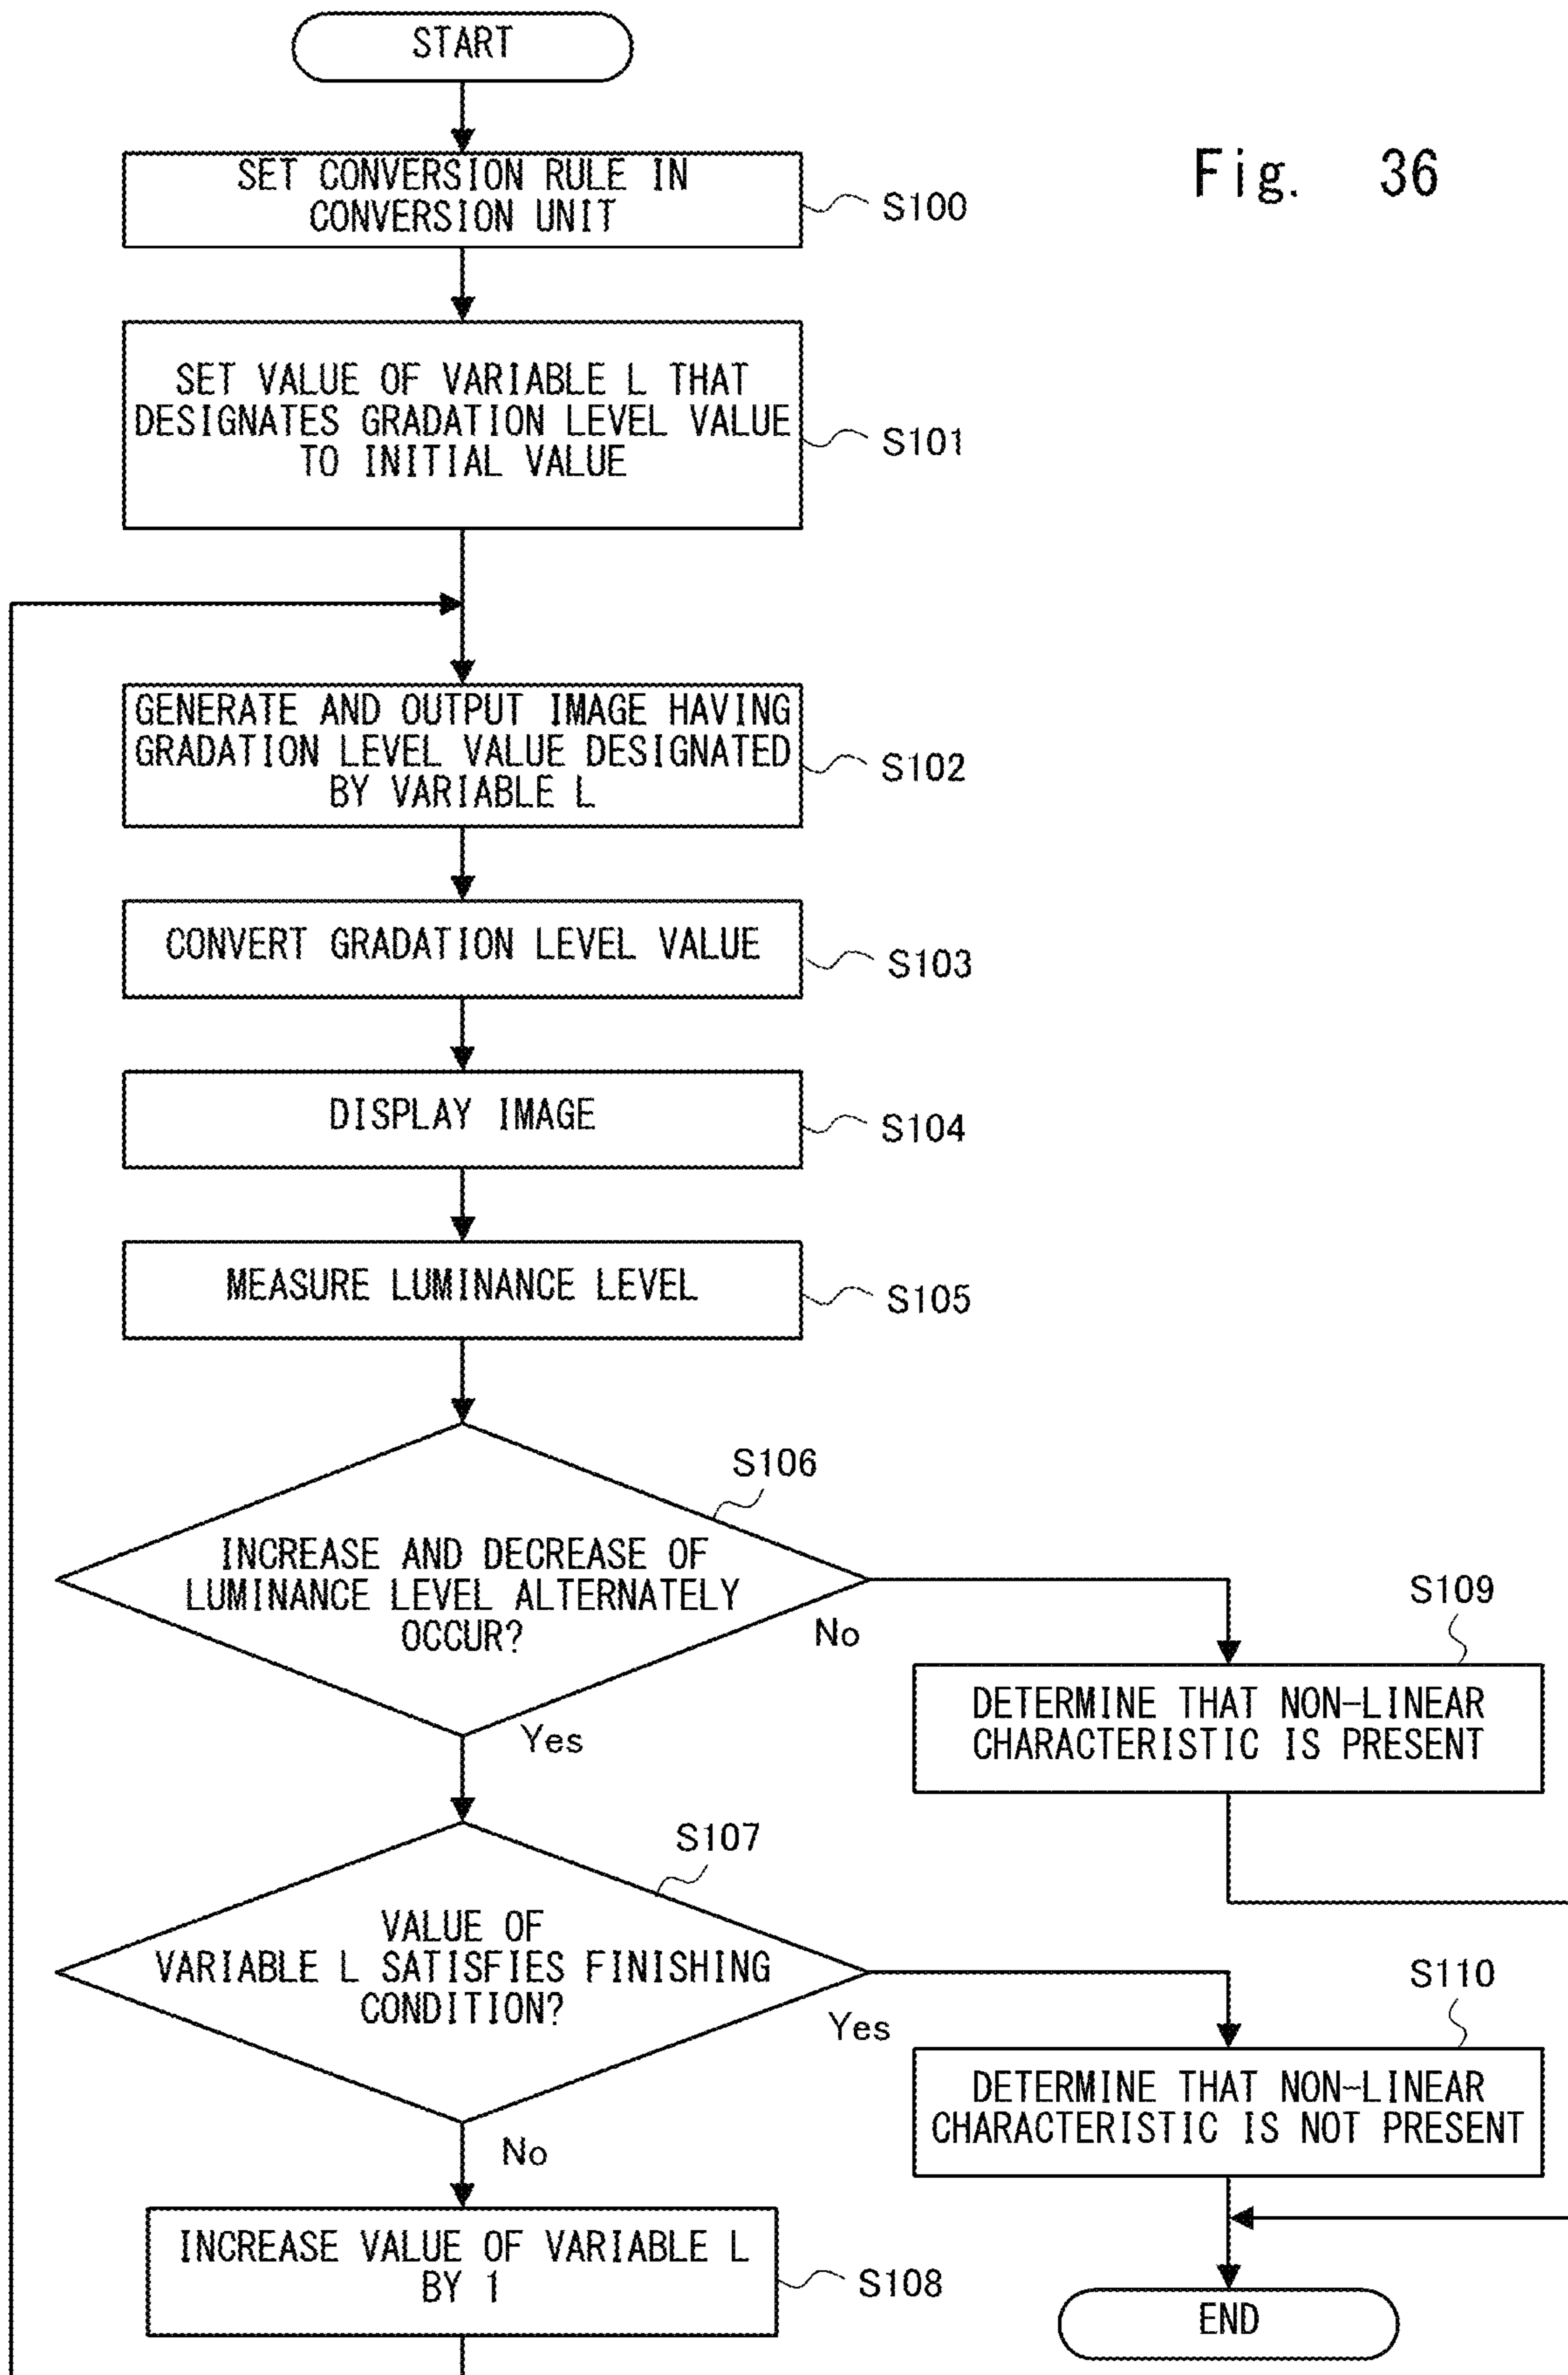 START
Fig. 36
SET CONVERSION RULE IN
CONVERSION UNIT
S100
SET VALUE OF VARIABLE L THAT
DESIGNATES GRADATION LEVEL VALUE
TO INITIAL VALUE
S101
GENERATE AND OUTPUT IMAGE HAVING
GRADATION LEVEL VALUE DESIGNATED
BY VARIABLE L
S102
CONVERT GRADATION LEVEL VALUE
S103
DISPLAY IMAGE
S104
MEASURE LUMINANCE LEVEL
S105
S106
INCREASE AND DECREASE OF
LUMINANCE LEVEL ALTERNATELY
OCCUR?
No
Yes
S109
DETERMINE THAT NON-LINEAR
CHARACTERISTIC IS PRESENT
S107
VALUE OF
VARIABLE L SATISFIES FINISHING
CONDITION?
Yes
No
S110
DETERMINE THAT NON-LINEAR
CHARACTERISTIC IS NOT PRESENT
INCREASE VALUE OF VARIABLE L
BY 1
S108
END